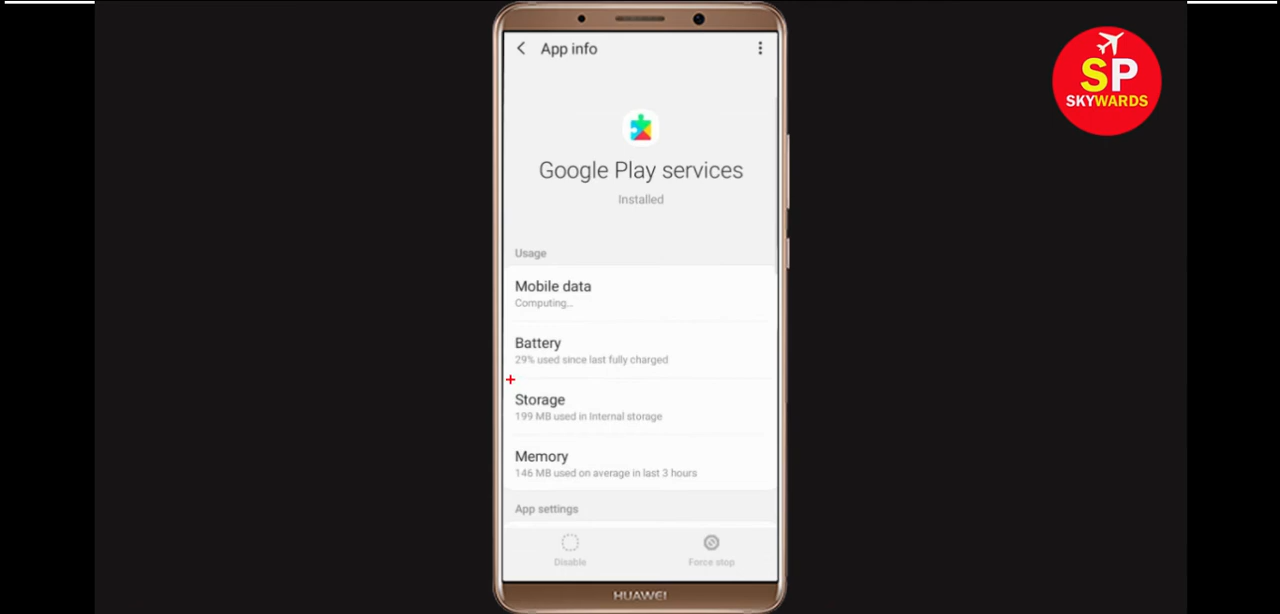 App info
SP
SKYWARDS
Google Play services
Installed
Usage
Mobile data
Computing...
Battery
29% used since last fully charged
Storage
199 MB used in Internal storage
Memory
146 MB used on average in last 3 hours
App settings
Disable
Force stop
HUAWEI